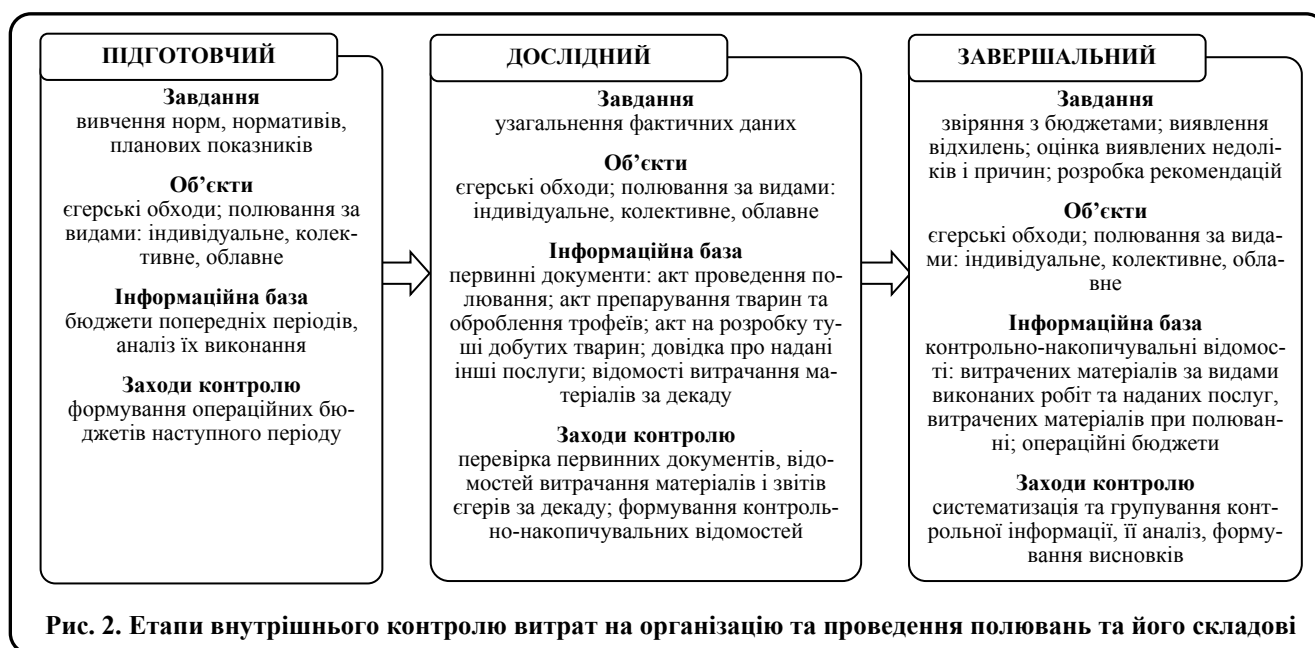 ПІДГОТОВЧИЙ
Завдання
вивчення норм, нормативів,
планових показників
Об’єкти
єгерські обходи; полювання за
видами: індивідуальне, колек-
тивне, облавне
Інформаційна база
бюджети попередніх періодів,
аналіз їх виконання
Заходи контролю
формування операційних бю-
джетів наступного періоду
ДОСЛІДНИЙ
Завдання
узагальнення фактичних даних
Об’єкти
єгерські обходи; полювання за видами:
індивідуальне, колективне, облавне
Інформаційна база
первинні документи: акт проведення по-
лювання; акт препарування тварин та
оброблення трофеїв; акт на розробку ту-
ші добутих тварин; довідка про надані
інші послуги; відомості витрачання ма-
теріалів за декаду
Заходи контролю
перевірка первинних документів, відо-
мостей витрачання матеріалів і звітів
єгерів за декаду; формування контроль-
но-накопичувальних відомостей
ЗАВЕРШАЛЬНИЙ
Завдання
звіряння з бюджетами; виявлення
відхилень; оцінка виявлених недолі-
ків і причин; розробка рекомендацій
Об’єкти
єгерські обходи; полювання за вида-
ми: індивідуальне, колективне, обла-
вне
Інформаційна база
контрольно-накопичувальні відомос-
ті: витрачених матеріалів за видами
виконаних робіт та наданих послуг,
витрачених матеріалів при полюван-
ні; операційні бюджети
Заходи контролю
систематизація та групування конт-
рольної інформації, її аналіз, форму-
вання висновків
Рис. 2. Етапи внутрішнього контролю витрат на організацію та проведення полювань та його складові